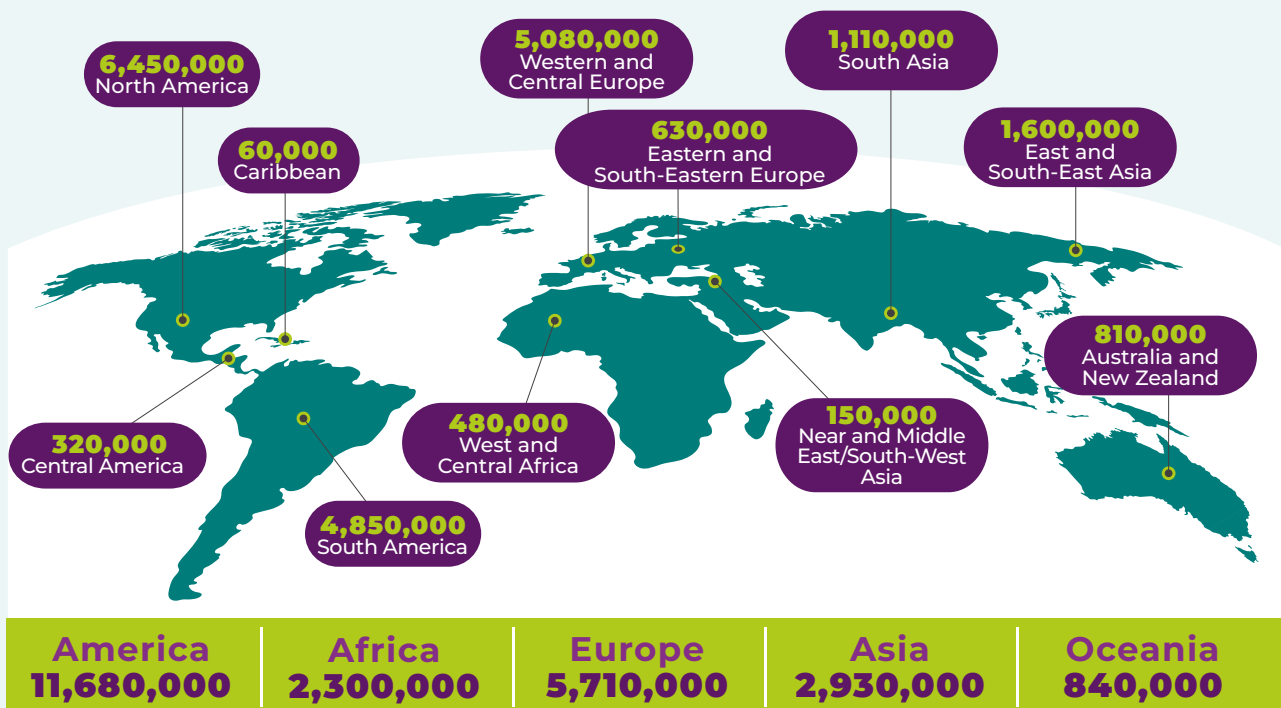 6,450,000
North America
60,000
Caribbean
5,080,000
Western and
Central Europe
630,000
Eastern and
South-Eastern Europe
1,110,000
South Asia
1,600,000
East and
South-East Asia
320,000
Central America
4,850,000
South America
480,000
West and
Central Africa
150,000
Near and Middle
East/South-West
Asia
810,000
Australia and
New Zealand
America
11,680,000
Africa
2,300,000
Europe
5,710,000
Asia
2,930,000
Oceania
840,000